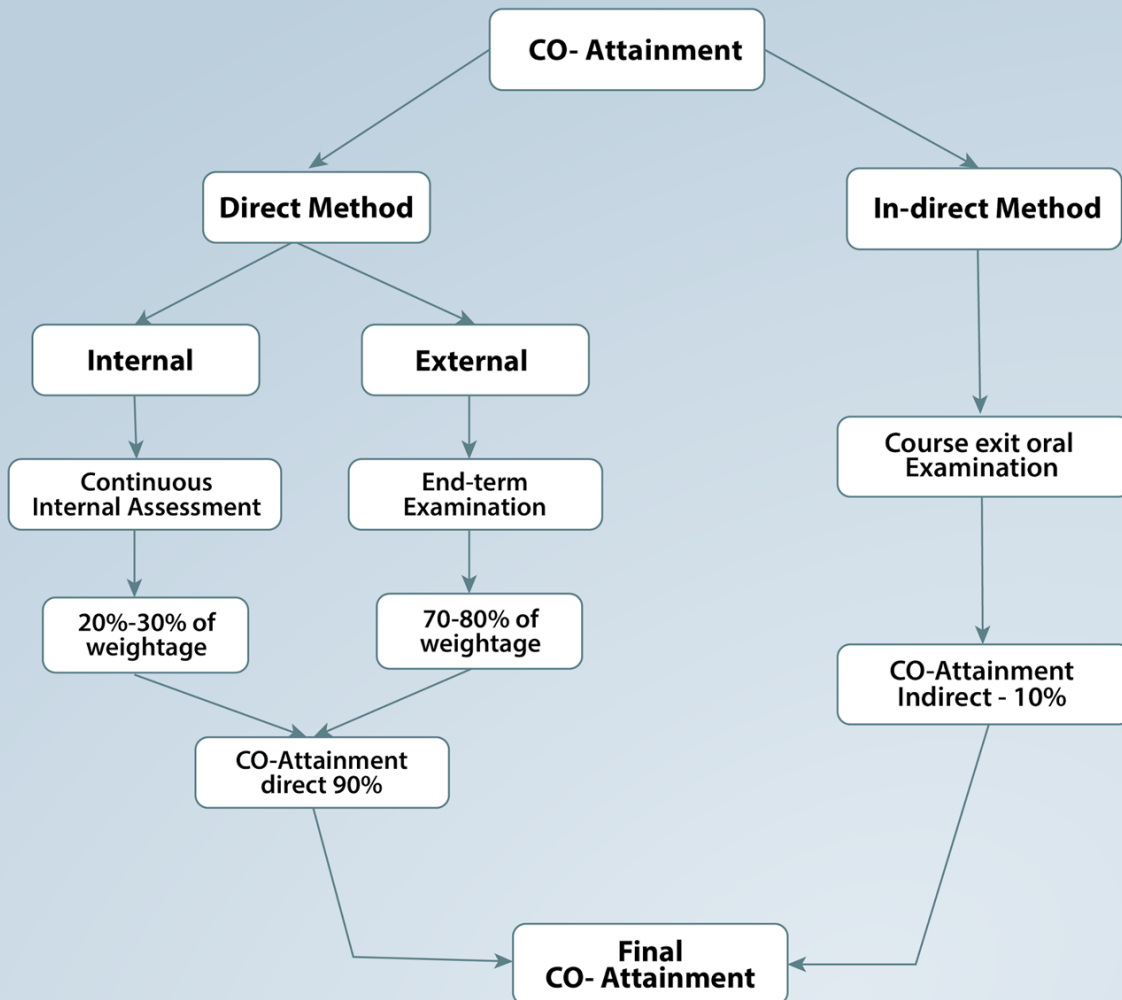 CO- Attainment
Direct Method
In-direct Method
Internal
External
Continuous
Internal Assessment
End-term
Examination
Course exit oral
Examination
20%-30% of
weightage
70-80% of
weightage
CO-Attainment
Indirect - 10%
CO-Attainment
direct 90%
Final
CO- Attainment